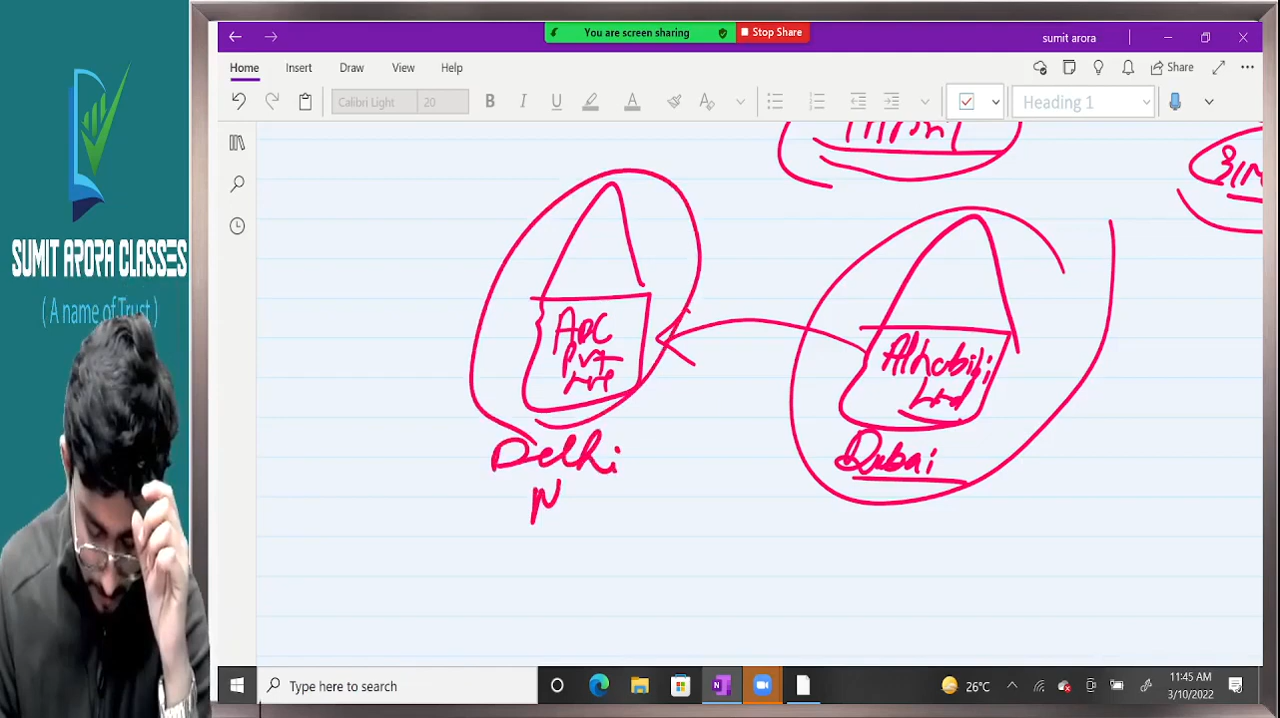 You are screen sharing
Stop Share
sumit arora
Home
Insert
Draw
View
Help
Share
Calibri Light
20
B
I
U
A
Heading 1
SUMIT ARORA CLASSES
( A name of Trust )
Pvt
Ltd
Delhi
N
Alhabibi
Ltd
Dubai
Type here to search
26°C
11:45 AM
3/10/2022